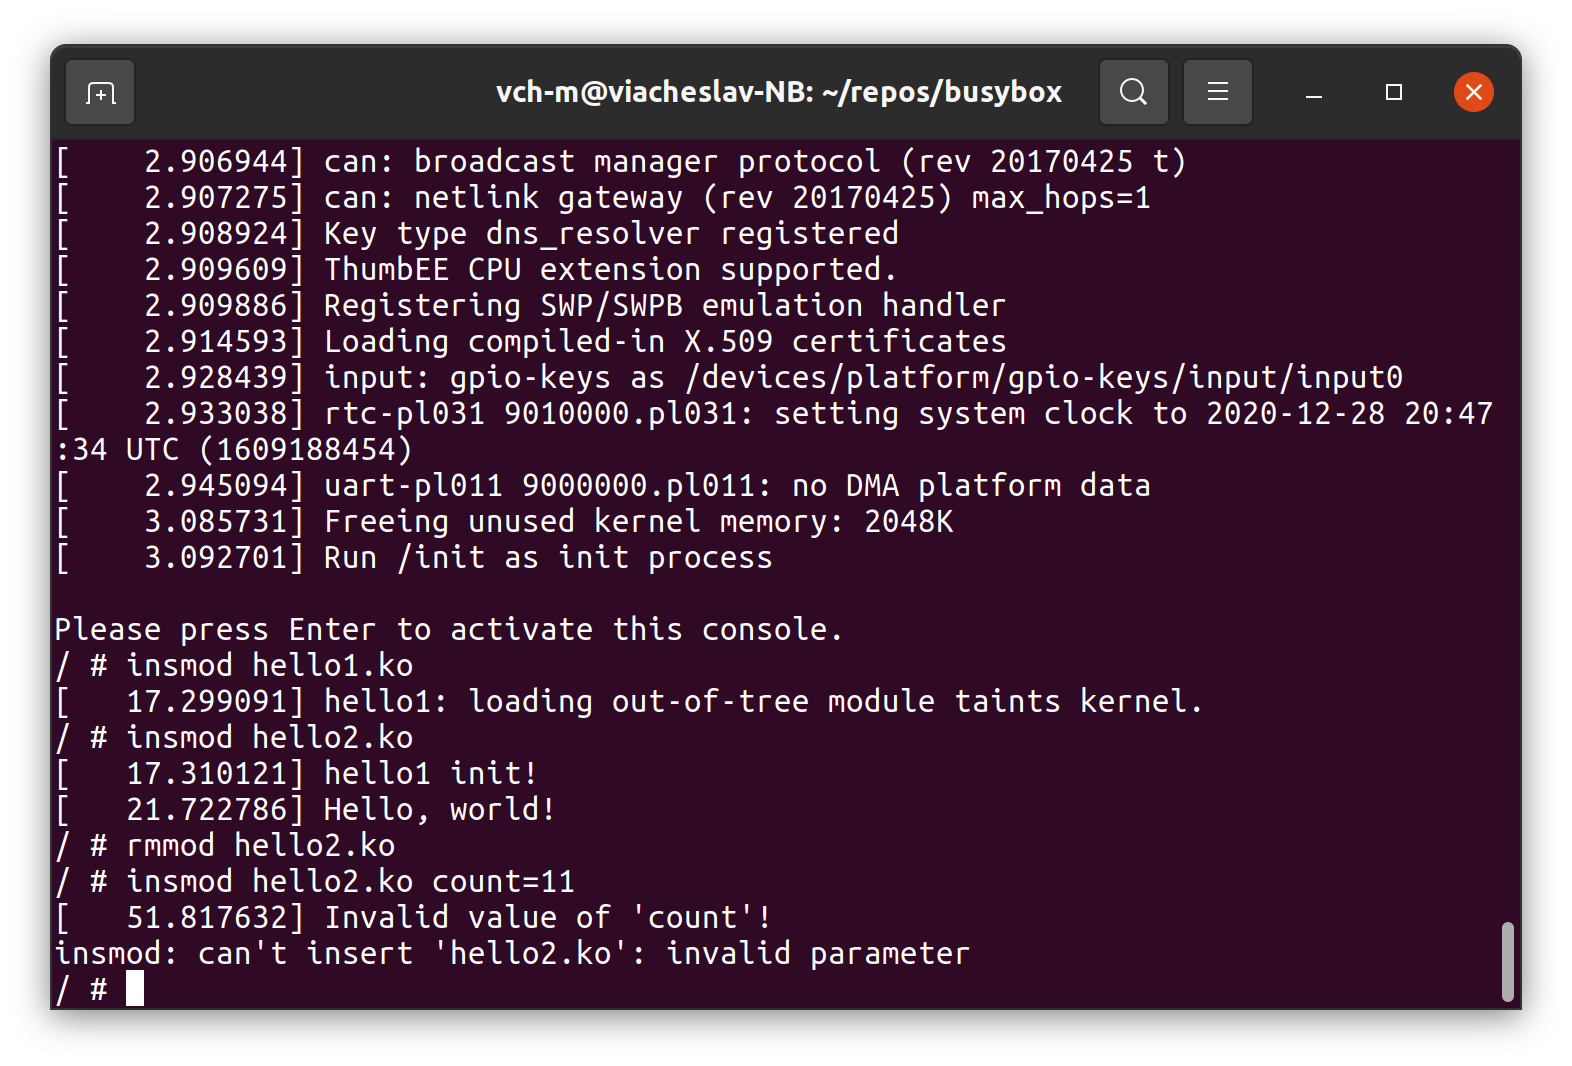 vch-m@viacheslav-NB: ~/repos/busybox
[    2.906944] can: broadcast manager protocol (rev 20170425 t)
[    2.907275] can: netlink gateway (rev 20170425) max_hops=1
[    2.908924] Key type dns_resolver registered
[    2.909609] ThumbEE CPU extension supported.
[    2.909886] Registering SWP/SWPB emulation handler
[    2.914593] Loading compiled-in X.509 certificates
[    2.928439] input: gpio-keys as /devices/platform/gpio-keys/input/input0
[    2.933038] rtc-pl031 9010000.pl031: setting system clock to 2020-12-28 20:47
:34 UTC (1609188454)
[    2.945094] uart-pl011 9000000.pl011: no DMA platform data
[    3.085731] Freeing unused kernel memory: 2048K
[    3.092701] Run /init as init process

Please press Enter to activate this console.
/ # insmod hello1.ko
[   17.299091] hello1: loading out-of-tree module taints kernel.
/ # insmod hello2.ko
[   17.310121] hello1 init!
[   21.722786] Hello, world!
/ # rmmod hello2.ko
/ # insmod hello2.ko count=11
[   51.817632] Invalid value of 'count'!
insmod: can't insert 'hello2.ko': invalid parameter
/ #